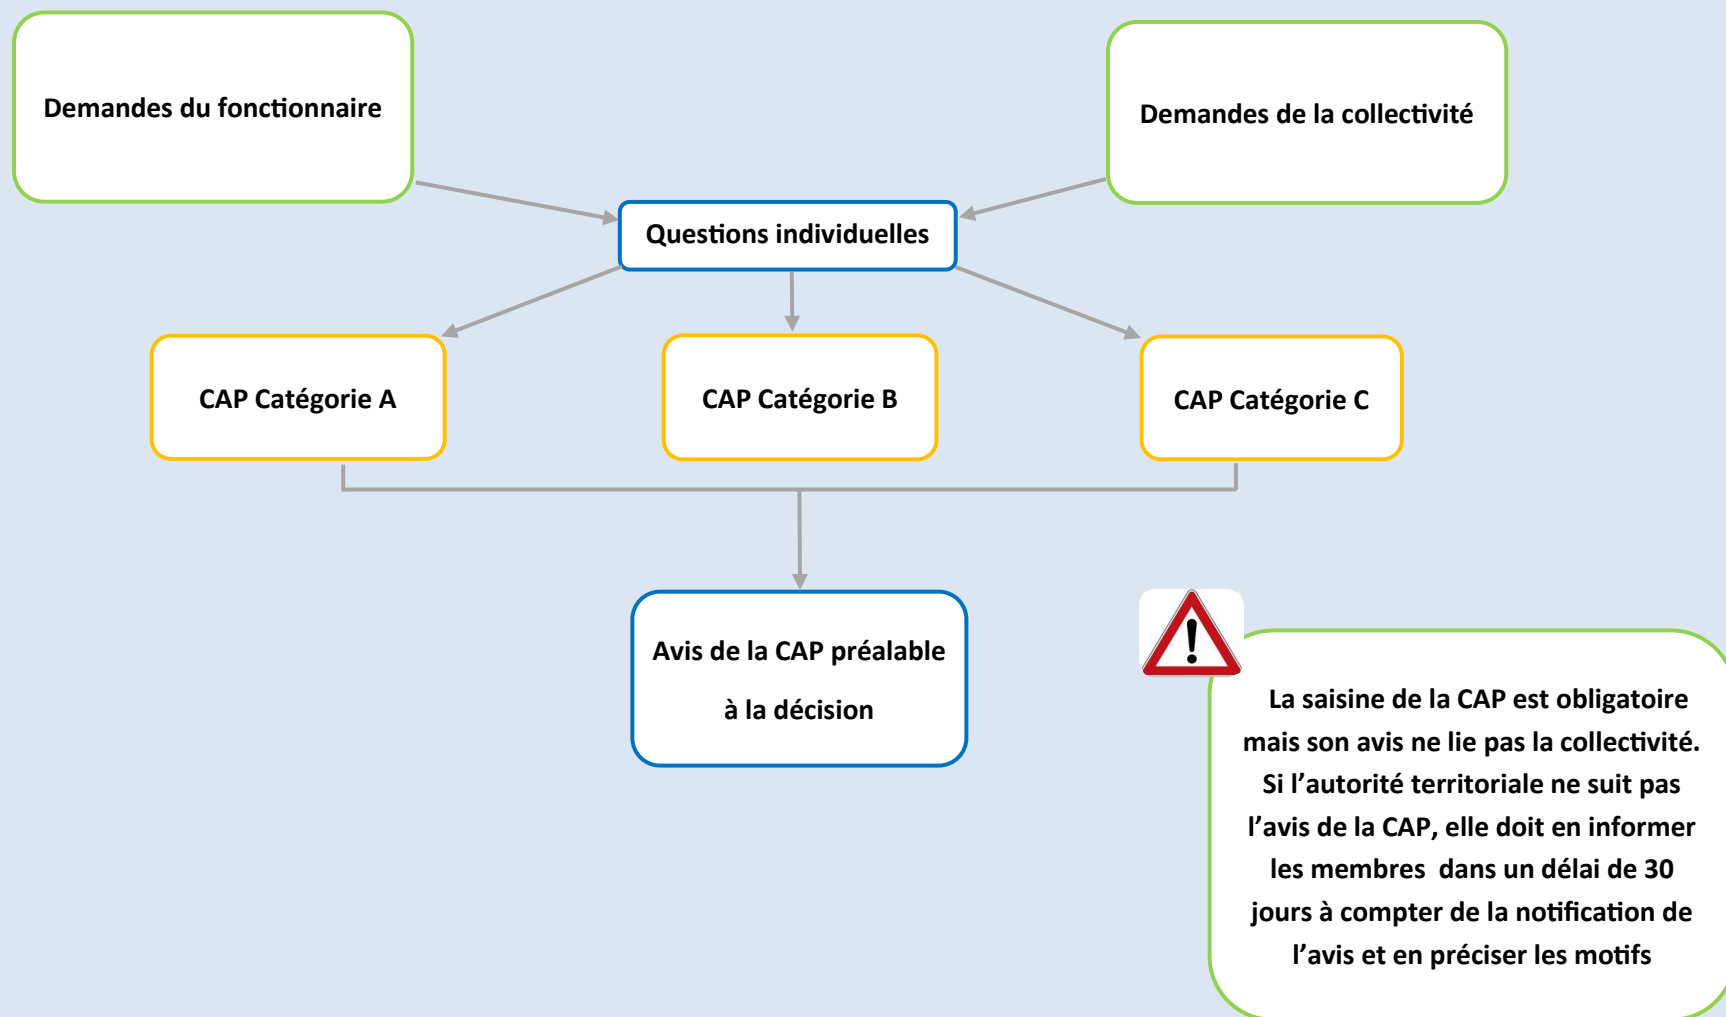 Demandes du fonctionnaire
Demandes de la collectivité
Questions individuelles
CAP Catégorie A
CAP Catégorie B
CAP Catégorie C
Avis de la CAP préalable
à la décision
La saisine de la CAP est obligatoire
mais son avis ne lie pas la collectivité.
Si l’autorité territoriale ne suit pas
l’avis de la CAP, elle doit en informer
les membres  dans un délai de 30
jours à compter de la notification de
l’avis et en préciser les motifs